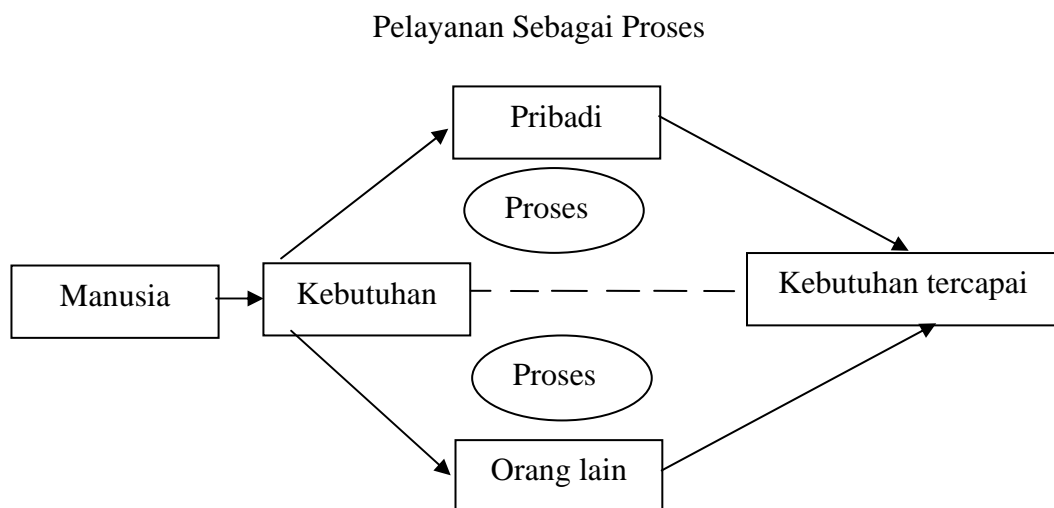 Pelayanan Sebagai Proses
Pribadi
Proses
Manusia
Kebutuhan
Kebutuhan tercapai
Proses
Orang lain